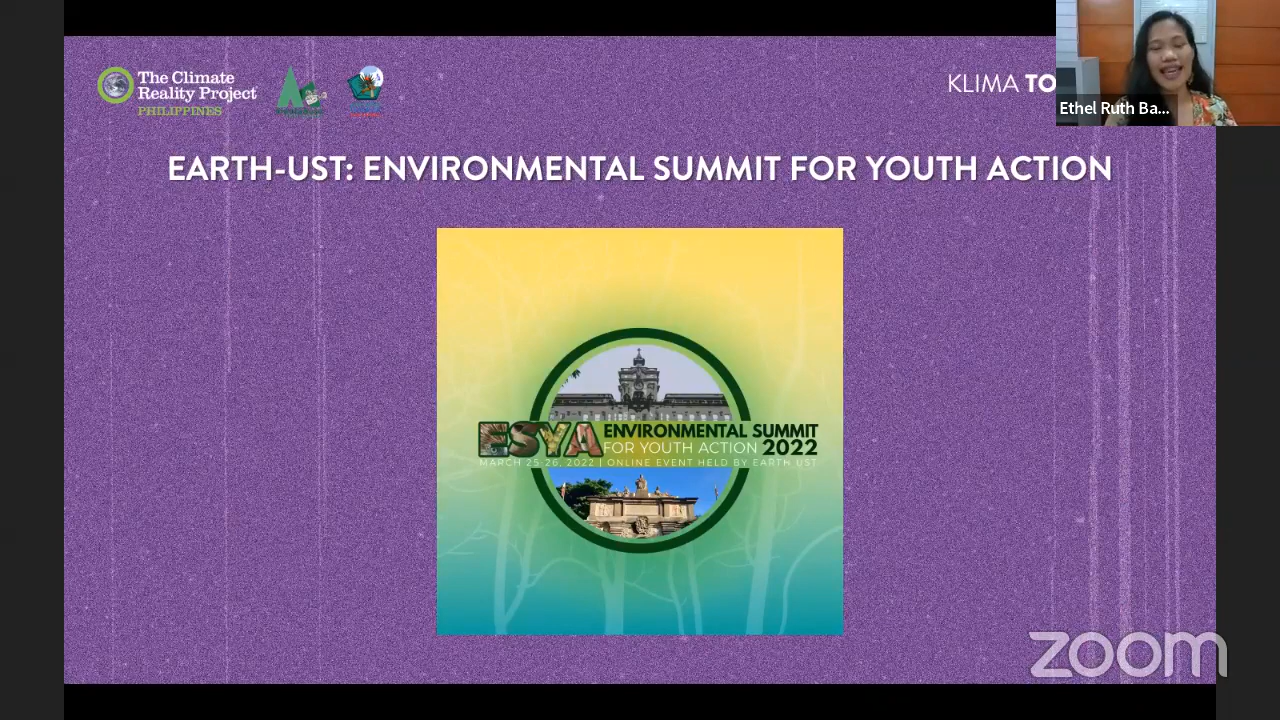 The Climate
Reality Project
PHILIPPINES
KLIMA TO
Ethel Ruth Ba...
EARTH-UST: ENVIRONMENTAL SUMMIT FOR YOUTH ACTION
ESYA ENVIRONMENTAL SUMMIT
FOR YOUTH ACTION 2022
MARCH 25-26, 2022 | ONLINE EVENT HELD BY EARTH UST
zoom